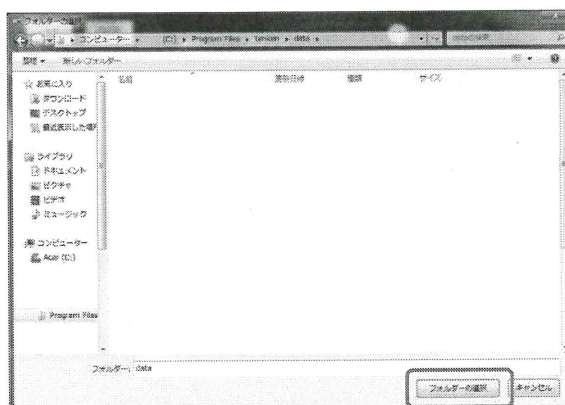 フォルダーの選択
コンピューター ▸ (C:) ▸ Program Files ▸ ▸ data ▸
整理 ▾ 新しいフォルダー
名前 更新日時 種類 サイズ
お気に入り
ダウンロード
デスクトップ
最近表示した場所
ライブラリ
ドキュメント
ピクチャ
ビデオ
ミュージック
コンピューター
Acer (C:)
Program Files
フォルダー: data
フォルダーの選択 キャンセル